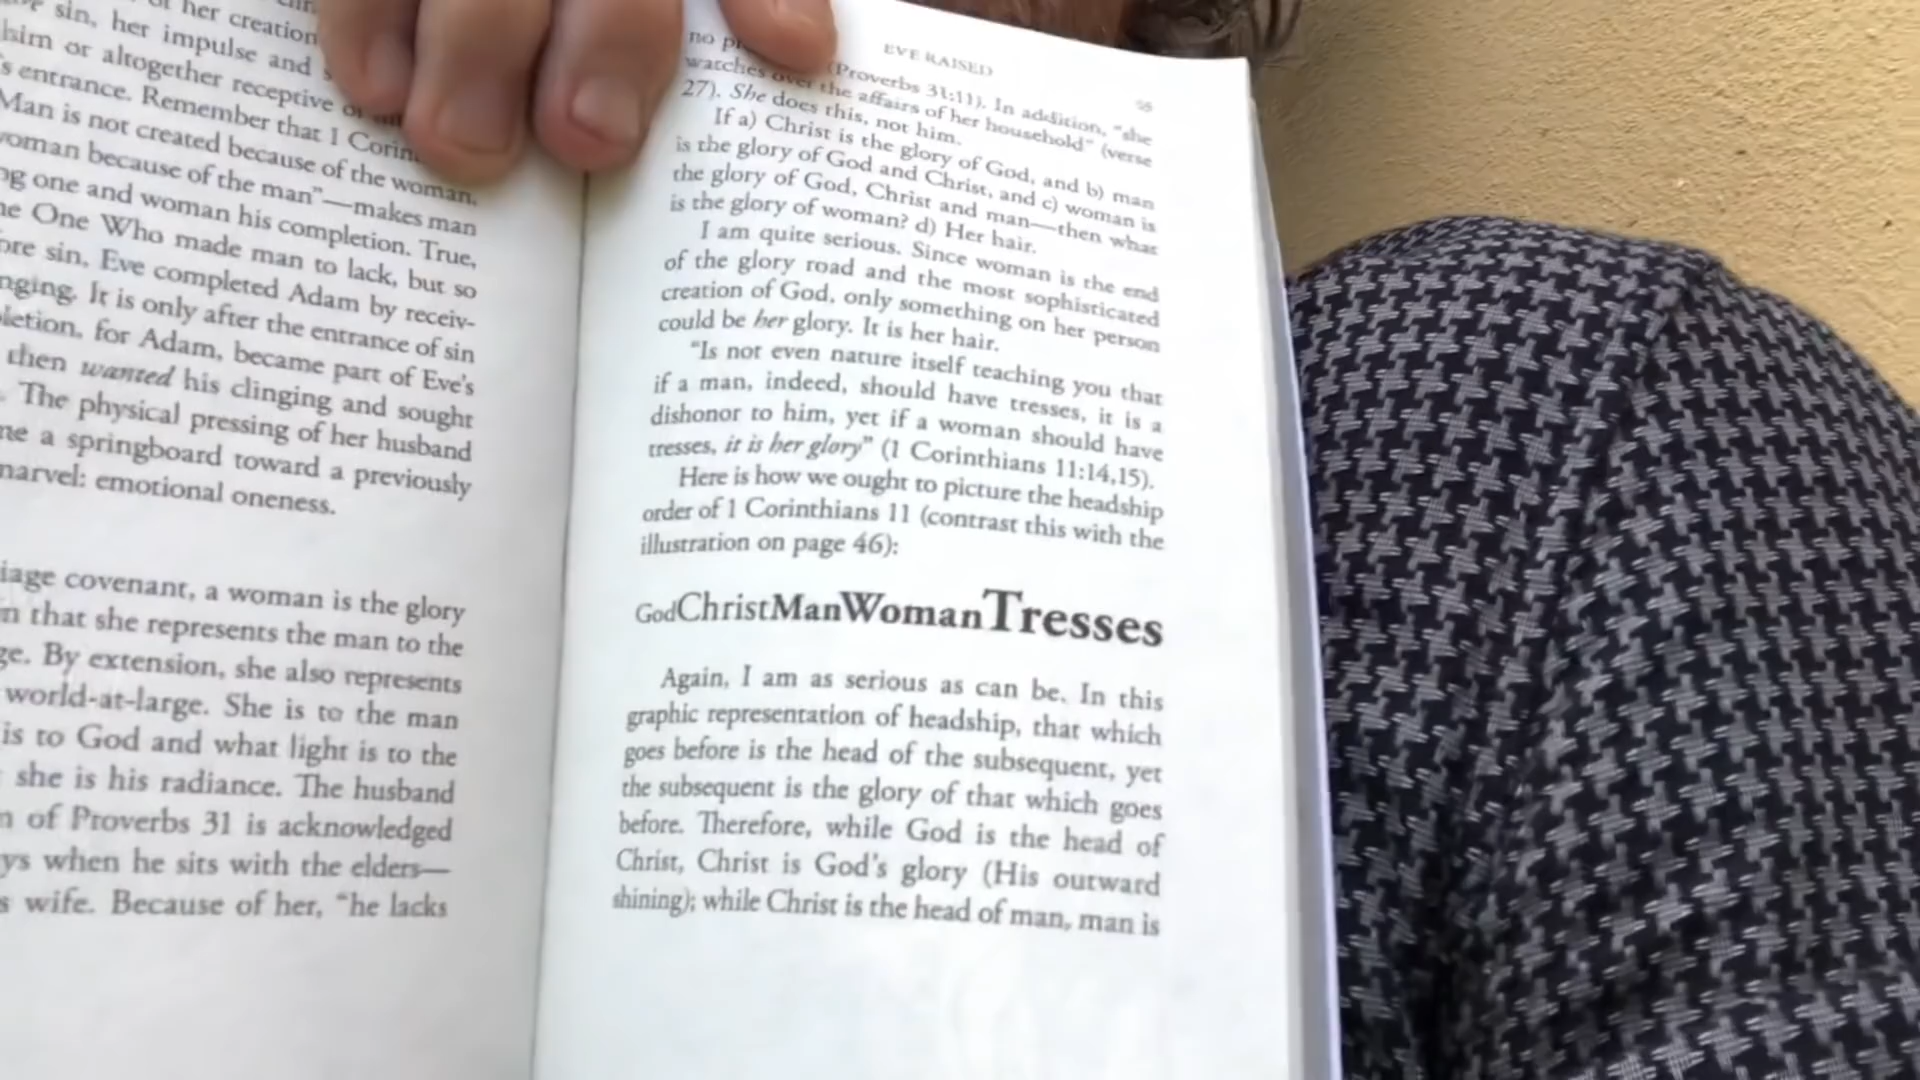 her creation
sin, her impulse and
him or altogether receptive
's entrance. Remember that 1 Corin
Man is not created because of the woman,
woman because of the man"—makes man
one and woman his completion. True,
One Who made man to lack, but so
sin, Eve completed Adam by receiv-
It is only after the entrance of sin
for Adam, became part of Eve's
then wanted his clinging and sought
The physical pressing of her husband
a springboard toward a previously
marvel: emotional oneness.
covenant, a woman is the glory
that she represents the man to the
By extension, she also represents
world-at-large. She is to the man
is to God and what light is to the
she is his radiance. The husband
of Proverbs 31 is acknowledged
when he sits with the elders—
wife. Because of her, "he lacks
EVE RAISED
no
(Proverbs 31:11). In addition, "she
watches over the affairs of her household" (verse
27). She does this, not him.
If a) Christ is the glory of God, and b) man
is the glory of God and Christ, and c) woman is
the glory of God, Christ and man—then what
is the glory of woman? d) Her hair.
I am quite serious. Since woman is the end
of the glory road and the most sophisticated
creation of God, only something on her person
could be her glory. It is her hair.
"Is not even nature itself teaching you that
if a man, indeed, should have tresses, it is a
dishonor to him, yet if a woman should have
tresses, it is her glory" (1 Corinthians 11:14,15).
Here is how we ought to picture the headship
order of 1 Corinthians 11 (contrast this with the
illustration on page 46):
GodChristManWomanTresses
Again, I am as serious as can be. In this
graphic representation of headship, that which
goes before is the head of the subsequent, yet
the subsequent is the glory of that which goes
before. Therefore, while God is the head of
Christ, Christ is God's glory (His outward
shining); while Christ is the head of man, man is